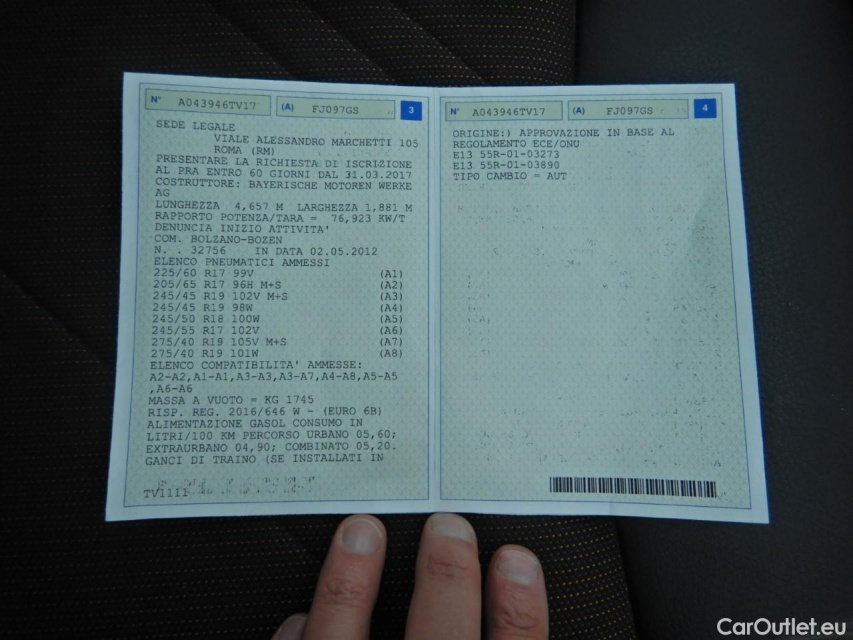 N° A043946TV17 (A) FJ097GS 3
SEDE LEGALE
VIALE ALESSANDRO MARCHETTI 105
ROMA (RM)
PRESENTARE LA RICHIESTA DI ISCRIZIONE
AL PRA ENTRO 60 GIORNI DAL 31.03.2017
COSTRUTTORE: BAYERISCHE MOTOREN WERKE
AG
LUNGHEZZA 4,657 M LARGHEZZA 1,881 M
RAPPORTO POTENZA/TARA = 76,923 KW/T
DENUNCIA INIZIO ATTIVITA'
COM. BOLZANO-BOZEN
N. . 32756 IN DATA 02.05.2012
ELENCO PNEUMATICI AMMESSI
225/60 R17 99V (A1)
205/65 R17 96H M+S (A2)
245/45 R19 102V M+S (A3)
245/45 R19 98W (A4)
245/50 R18 100W (A5)
245/55 R17 102V (A6)
275/40 R19 105V M+S (A7)
275/40 R19 101W (A8)
ELENCO COMPATIBILITA' AMMESSE:
A2-A2,A1-A1,A3-A3,A3-A7,A4-A8,A5-A5
,A6-A6
MASSA A VUOTO = KG 1745
RISP. REG. 2016/646 W - (EURO 6B)
ALIMENTAZIONE GASOL CONSUMO IN
LITRI/100 KM PERCORSO URBANO 05,60;
EXTRAURBANO 04,90; COMBINATO 05,20.
GANCI DI TRAINO (SE INSTALLATI IN
TV1111
N° A043946TV17 (A) FJ097GS 4
ORIGINE:) APPROVAZIONE IN BASE AL
REGOLAMENTO ECE/ONU
E13 55R-01-03273
E13 55R-01-03890
TIPO CAMBIO = AUT
CarOutlet.eu